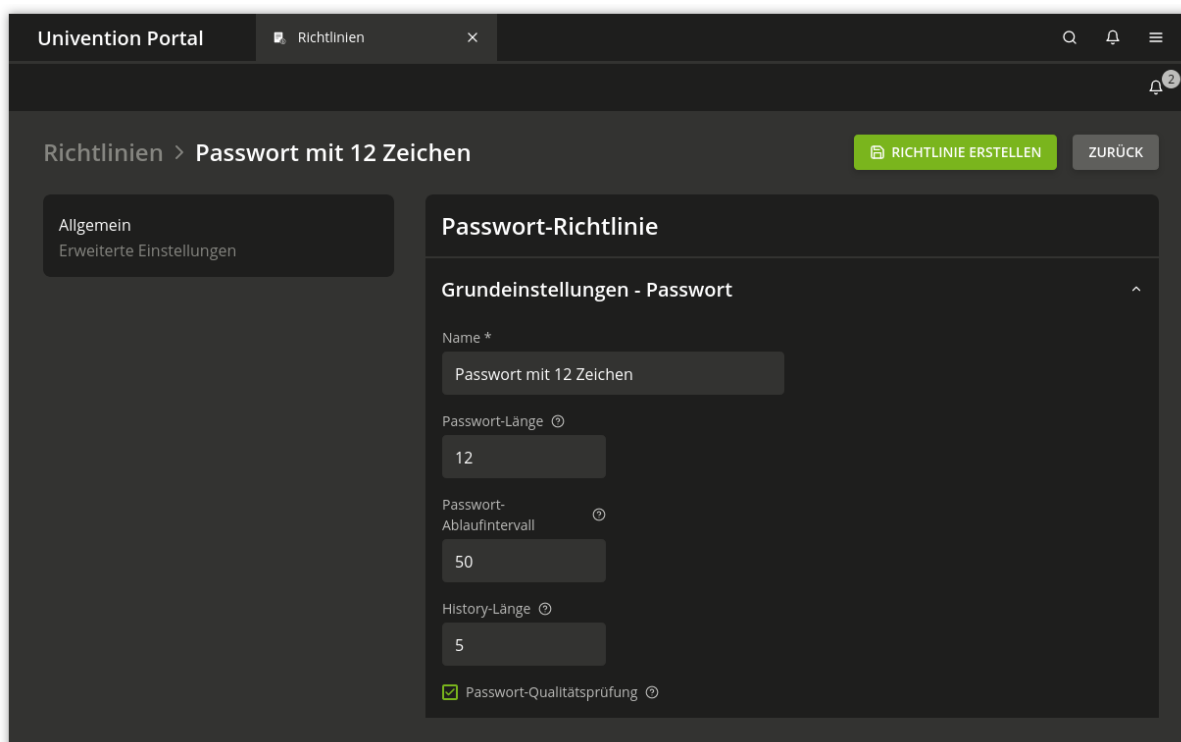 Univention Portal
Richtlinien
2
Richtlinien > Passwort mit 12 Zeichen
RICHTLINIE ERSTELLEN
ZURÜCK
Allgemein
Erweiterte Einstellungen
Passwort-Richtlinie
Grundeinstellungen - Passwort
Name *
Passwort mit 12 Zeichen
Passwort-Länge
12
Passwort-
Ablaufintervall
50
History-Länge
5
Passwort-Qualitätsprüfung